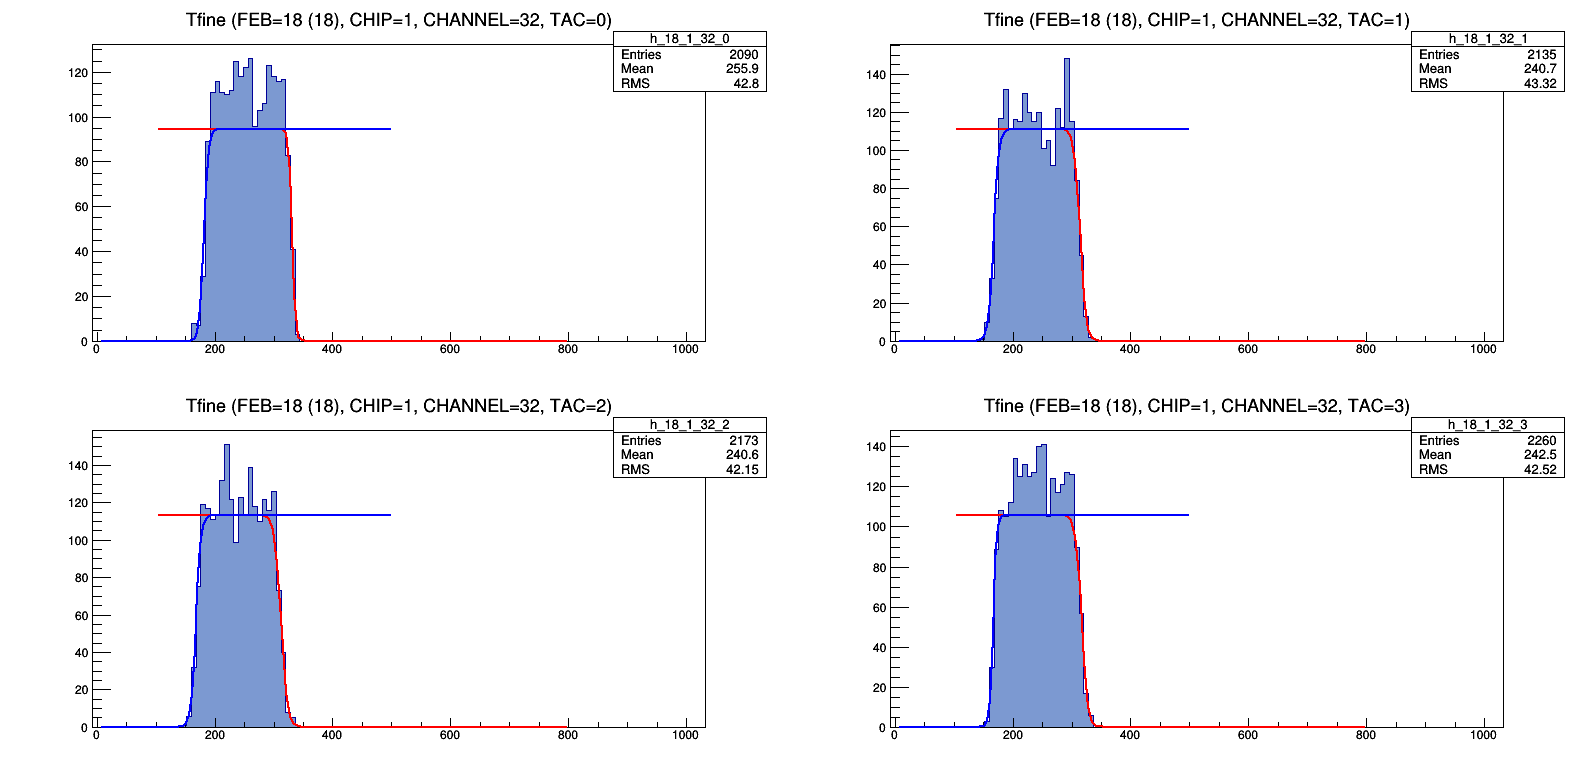 Tfine (FEB=18 (18), CHIP=1, CHANNEL=32, TAC=0)
h_18_1_32_0
Entries 2090
Mean 255.9
RMS 42.8
120
100
80
60
40
20
0
0 200 400 600 800 1000
Tfine (FEB=18 (18), CHIP=1, CHANNEL=32, TAC=1)
h_18_1_32_1
Entries 2135
Mean 240.7
RMS 43.32
140
120
100
80
60
40
20
0
0 200 400 600 800 1000
Tfine (FEB=18 (18), CHIP=1, CHANNEL=32, TAC=2)
h_18_1_32_2
Entries 2173
Mean 240.6
RMS 42.15
140
120
100
80
60
40
20
0
0 200 400 600 800 1000
Tfine (FEB=18 (18), CHIP=1, CHANNEL=32, TAC=3)
h_18_1_32_3
Entries 2260
Mean 242.5
RMS 42.52
140
120
100
80
60
40
20
0
0 200 400 600 800 1000